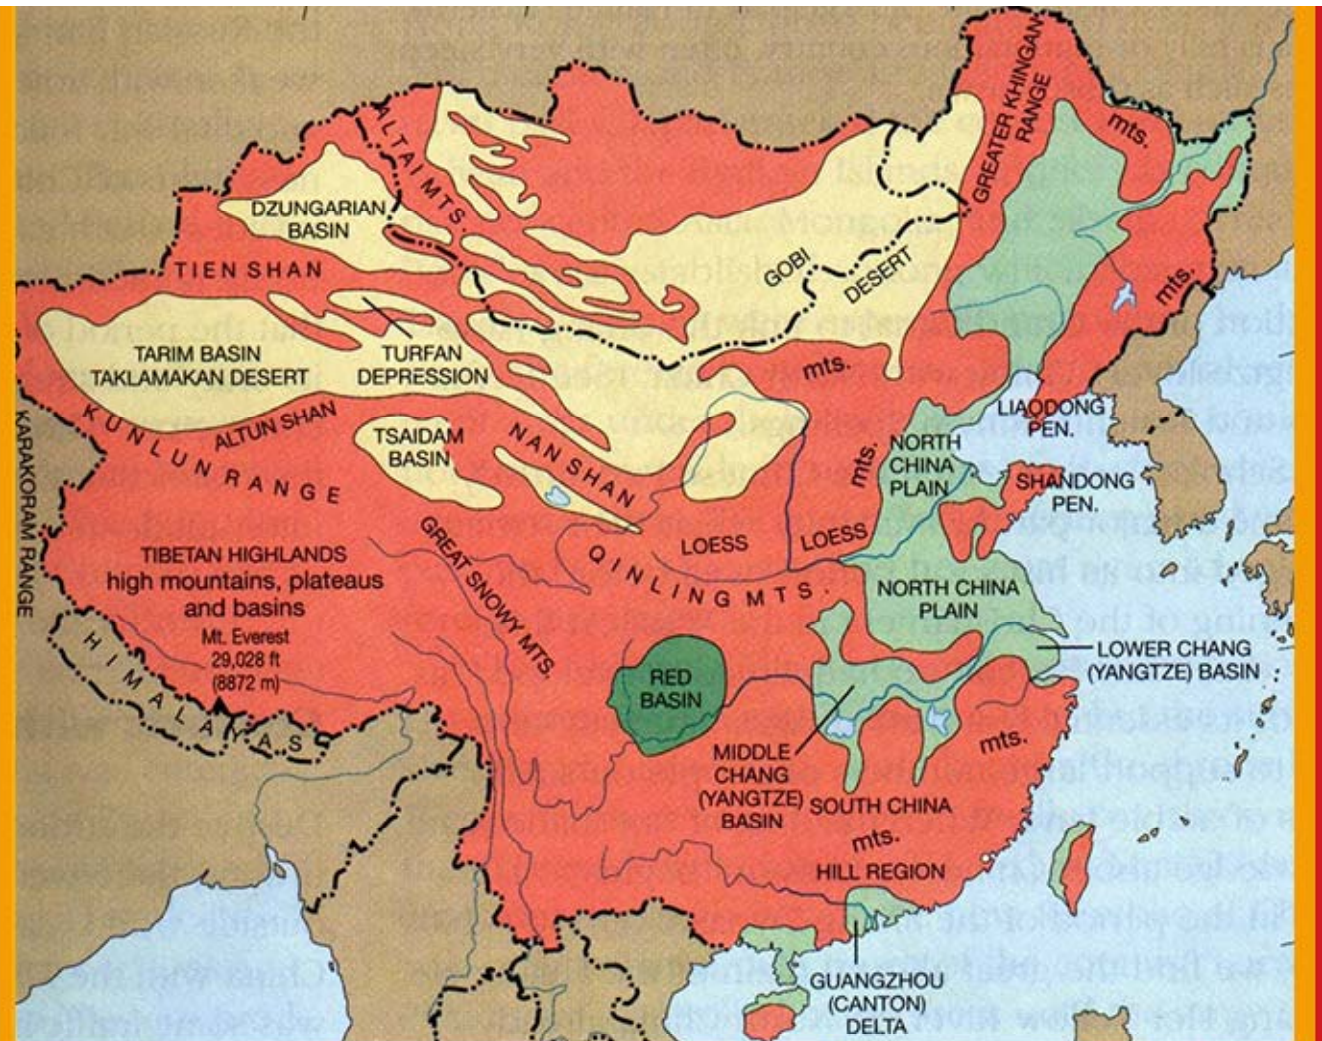 ALTAI MTS.
GREATER KHINGAN
RANGE
mts.
DZUNGARIAN
BASIN
TIEN SHAN
GOBI
DESERT
mts.
TARIM BASIN
TAKLAMAKAN DESERT
TURFAN
DEPRESSION
mts.
KARAKORAM RANGE
KUNLUN RANGE
ALTUN SHAN
TSAIDAM
BASIN
NAN SHAN
mts.
LIAODONG
PEN.
NORTH
CHINA
PLAIN
SHANDONG
PEN.
LOESS
LOESS
QINLING MTS.
TIBETAN HIGHLANDS
high mountains, plateaus
and basins
Mt. Everest
29,028 ft
(8872 m)
GREAT SNOWY MTS.
NORTH CHINA
PLAIN
HIMALAYAS
RED
BASIN
LOWER CHANG
(YANGTZE) BASIN
MIDDLE
CHANG
(YANGTZE)
BASIN
mts.
SOUTH CHINA
mts.
HILL REGION
GUANGZHOU
(CANTON)
DELTA